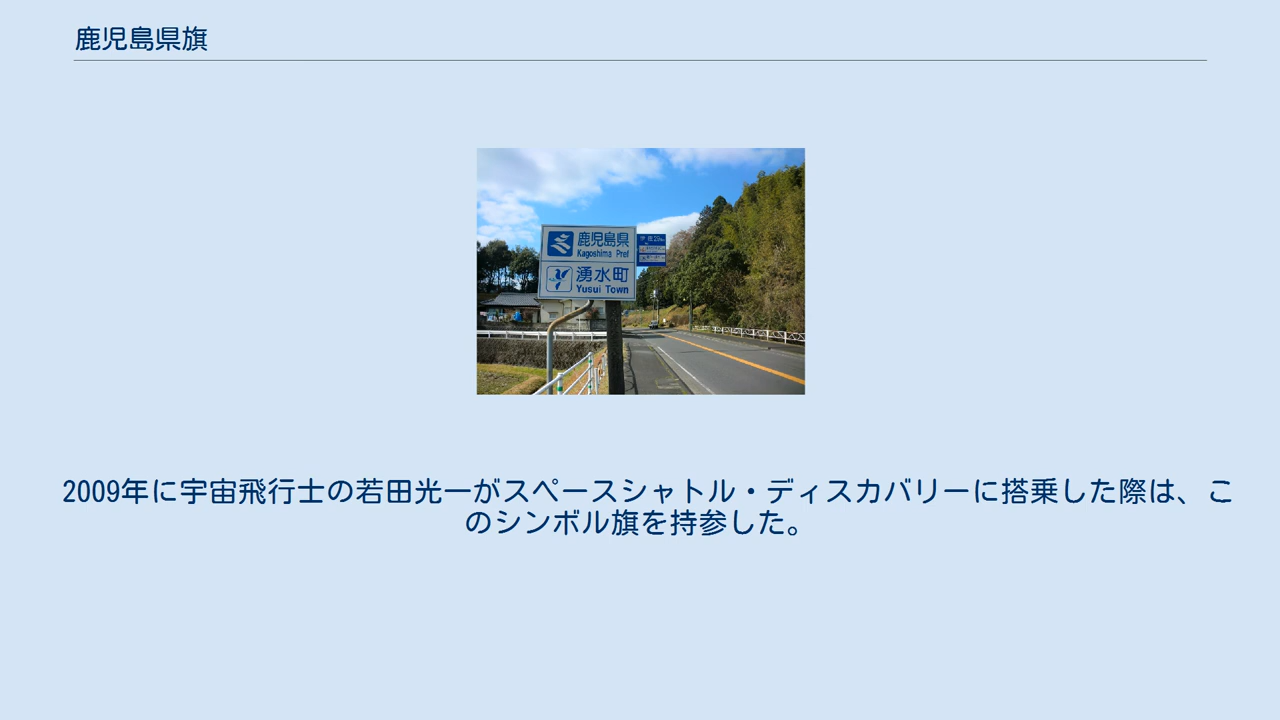 鹿児島県旗
鹿児島県
Kagoshima Pref
湧水町
Yusui Town
2009年に宇宙飛行士の若田光一がスペースシャトル・ディスカバリーに搭乗した際は、こ
のシンボル旗を持参した。